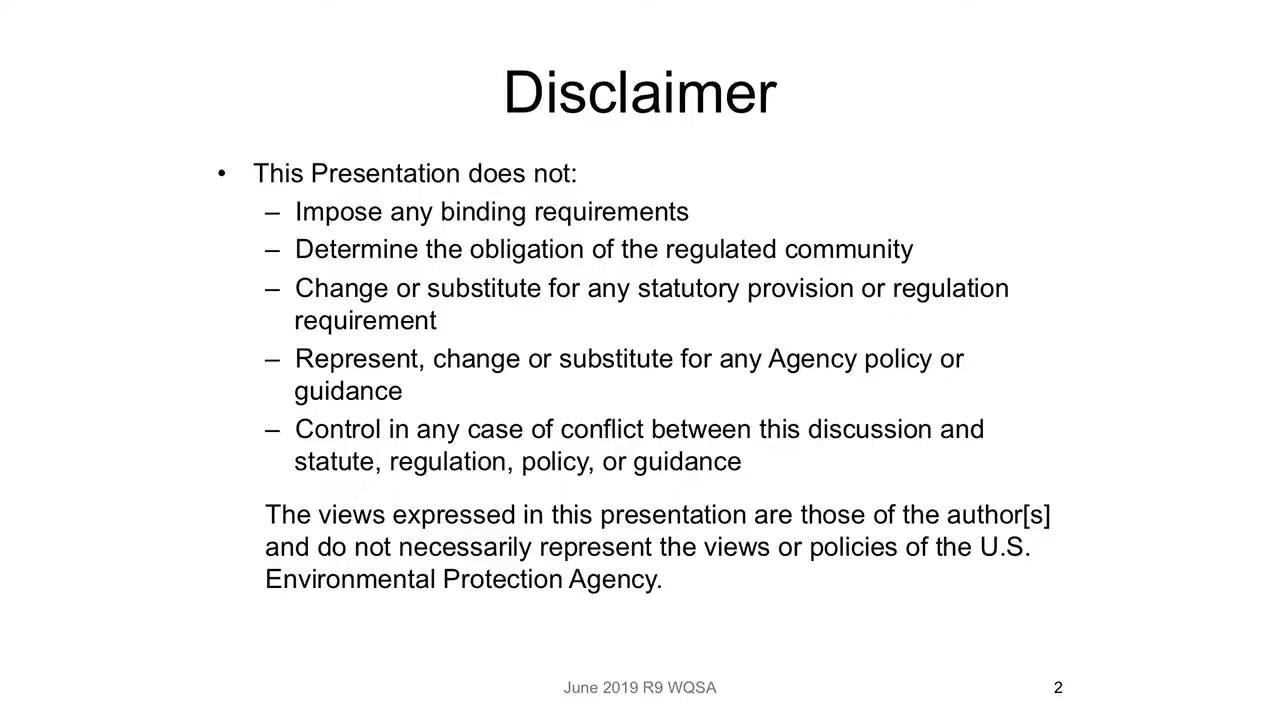 Disclaimer
• This Presentation does not:
– Impose any binding requirements
– Determine the obligation of the regulated community
– Change or substitute for any statutory provision or regulation
requirement
– Represent, change or substitute for any Agency policy or
guidance
– Control in any case of conflict between this discussion and
statute, regulation, policy, or guidance
The views expressed in this presentation are those of the author[s]
and do not necessarily represent the views or policies of the U.S.
Environmental Protection Agency.
June 2019 R9 WQSA
2